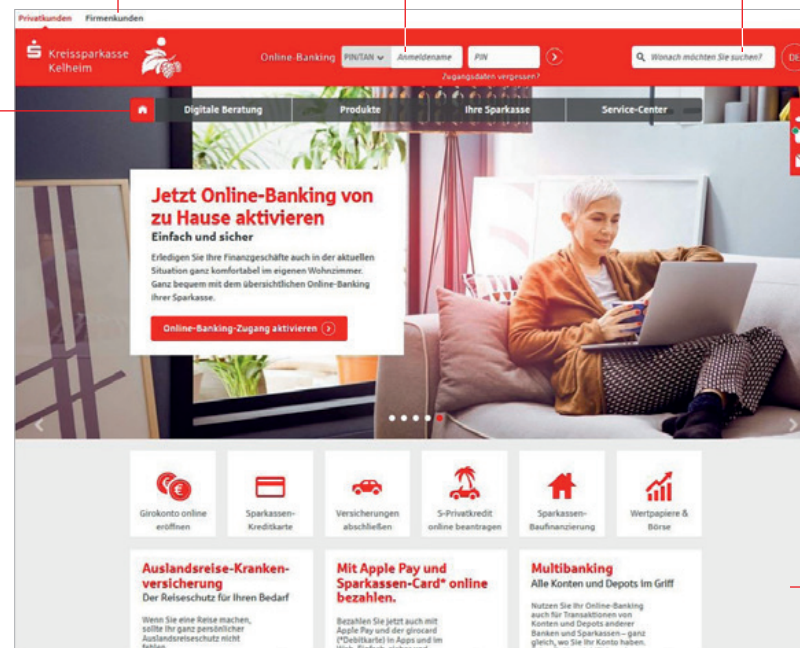 Privatkunden Firmenkunden
Kreissparkasse
Kelheim
Online-Banking PIN/TAN Anmeldename PIN
Zugangsdaten vergessen?
Wonach möchten Sie suchen?
DE
Digitale Beratung Produkte Ihre Sparkasse Service-Center
Jetzt Online-Banking von
zu Hause aktivieren
Einfach und sicher
Erledigen Sie Ihre Finanzgeschäfte auch in der aktuellen
Situation ganz komfortabel im eigenen Wohnzimmer.
Ganz bequem mit dem übersichtlichen Online-Banking
Ihrer Sparkasse.
Online-Banking-Zugang aktivieren
Girokonto online
eröffnen
Sparkassen-
Kreditkarte
Versicherungen
abschließen
S-Privatkredit
online beantragen
Sparkassen-
Baufinanzierung
Wertpapiere &
Börse
Auslandsreise-Kranken-
versicherung
Der Reiseschutz für Ihren Bedarf
Wenn Sie eine Reise machen,
sollte Ihr ganz persönlicher
Auslandsreiseschutz nicht
fehlen
Mit Apple Pay und
Sparkassen-Card* online
bezahlen.
Bezahlen Sie jetzt auch mit
Apple Pay und der girocard
(*Debitkarte) in Apps und im
Multibanking
Alle Konten und Depots im Griff
Nutzen Sie Ihr Online-Banking
auch für Transaktionen von
Konten und Depots anderer
Banken und Sparkassen – ganz
gleich, wo Sie Ihr Konto haben.